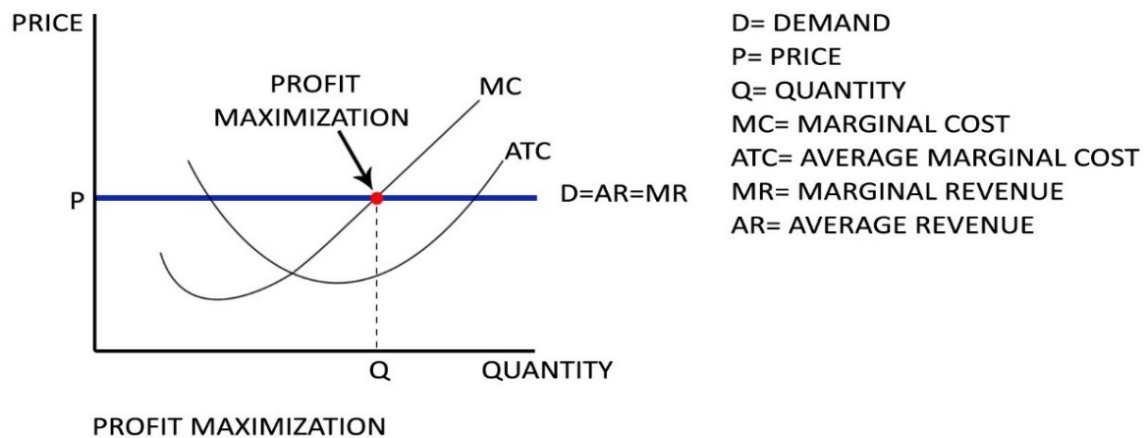 PRICE
PROFIT
MAXIMIZATION
MC
ATC
P
D=AR=MR
Q
QUANTITY
PROFIT MAXIMIZATION
D= DEMAND
P= PRICE
Q= QUANTITY
MC= MARGINAL COST
ATC= AVERAGE MARGINAL COST
MR= MARGINAL REVENUE
AR= AVERAGE REVENUE